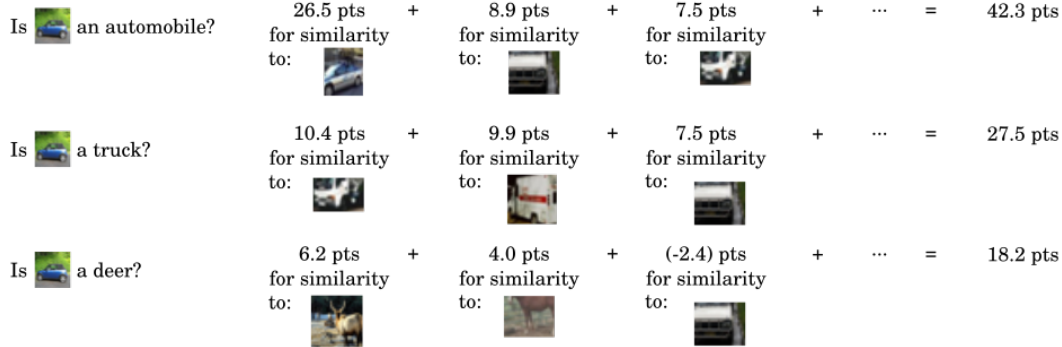 Is an automobile? 26.5 pts + 8.9 pts + 7.5 pts + ... = 42.3 pts
for similarity for similarity for similarity
to: to: to:
Is a truck? 10.4 pts + 9.9 pts + 7.5 pts + ... = 27.5 pts
for similarity for similarity for similarity
to: to: to:
Is a deer? 6.2 pts + 4.0 pts + (-2.4) pts + ... = 18.2 pts
for similarity for similarity for similarity
to: to: to: